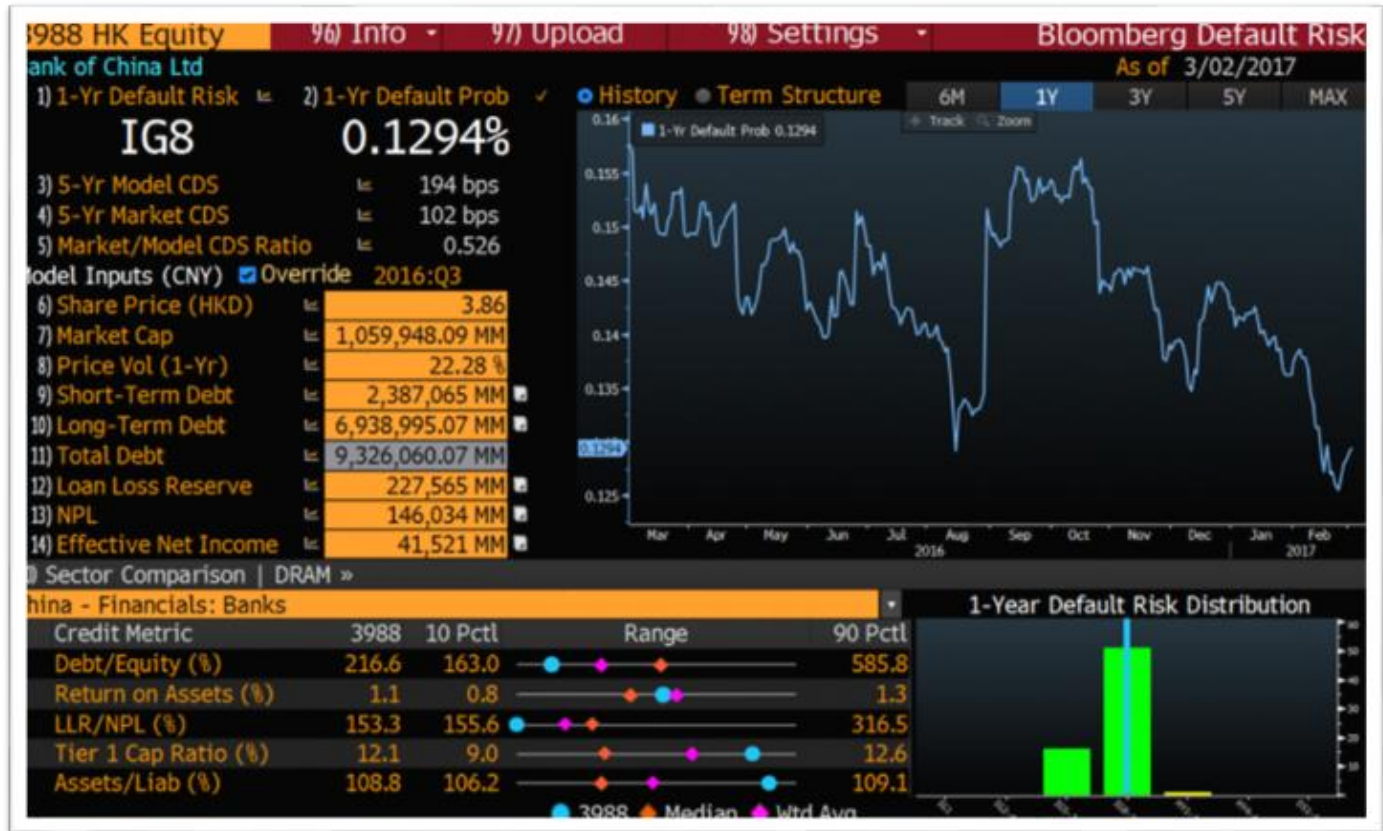 3988 HK Equity 96) Info 97) Upload 98) Settings Bloomberg Default Risk
ank of China Ltd As of 3/02/2017
1) 1-Yr Default Risk 2) 1-Yr Default Prob History Term Structure 6M 1Y 3Y 5Y MAX
IG8 0.1294%
Track Zoom
1-Yr Default Prob 0.1294
3) 5-Yr Model CDS 194 bps
4) 5-Yr Market CDS 102 bps
5) Market/Model CDS Ratio 0.526
Model Inputs (CNY) Override 2016:Q3
6) Share Price (HKD) 3.86
7) Market Cap 1,059,948.09 MM
8) Price Vol (1-Yr) 22.28 %
9) Short-Term Debt 2,387,065 MM
10) Long-Term Debt 6,938,995.07 MM
11) Total Debt 9,326,060.07 MM
12) Loan Loss Reserve 227,565 MM
13) NPL 146,034 MM
14) Effective Net Income 41,521 MM
0.16
0.155
0.15
0.145
0.14
0.135
0.1294
0.125
Mar Apr May Jun Jul Aug Sep Oct Nov Dec Jan Feb
2016 2017
) Sector Comparison | DRAM »
hina - Financials: Banks 1-Year Default Risk Distribution
Credit Metric 3988 10 Pctl Range 90 Pctl
Debt/Equity (%) 216.6 163.0 585.8
Return on Assets (%) 1.1 0.8 1.3
LLR/NPL (%) 153.3 155.6 316.5
Tier 1 Cap Ratio (%) 12.1 9.0 12.6
Assets/Liab (%) 108.8 106.2 109.1
3988 Median Wtd Avg
60
50
40
30
20
10